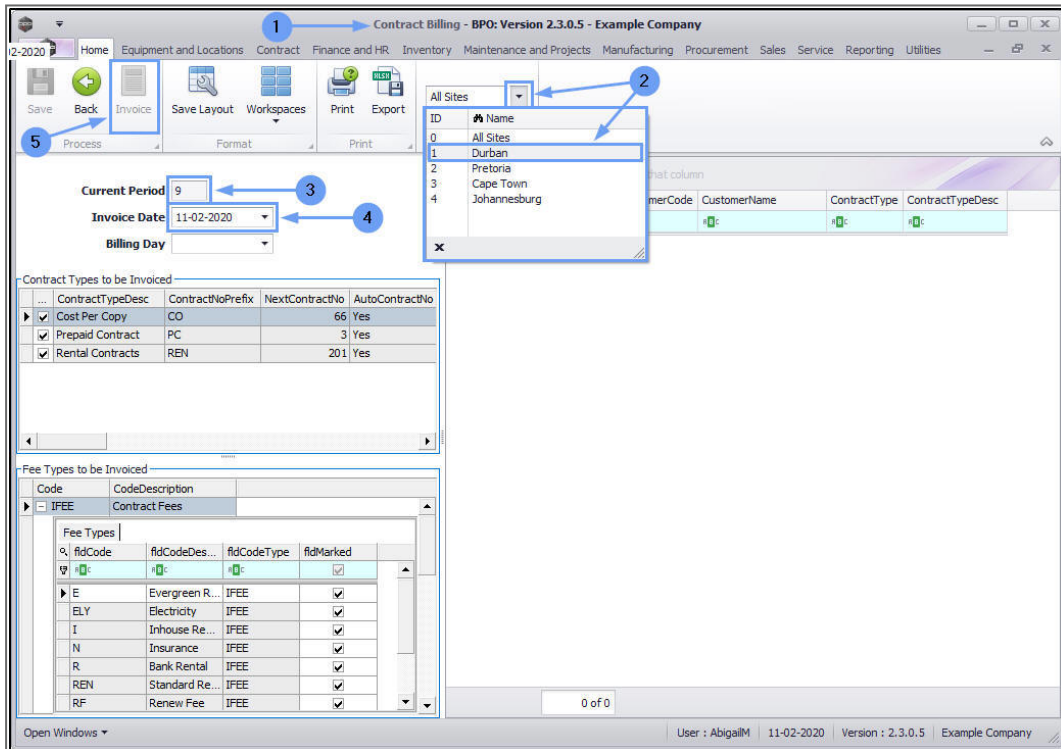 1
Contract Billing - BPO: Version 2.3.0.5 - Example Company
02-2020
Home Equipment and Locations Contract Finance and HR Inventory Maintenance and Projects Manufacturing Procurement Sales Service Reporting Utilities
Save Back Invoice Save Layout Workspaces Print Export
All Sites
2
5
Process Format Print
ID Name
0 All Sites
1 Durban
2 Pretoria
3 Cape Town
4 Johannesburg
that column
merCode CustomerName ContractType ContractTypeDesc
Current Period 9
3
Invoice Date 11-02-2020
4
Billing Day
Contract Types to be Invoiced
... ContractTypeDesc ContractNoPrefix NextContractNo AutoContractNo
Cost Per Copy CO 66 Yes
Prepaid Contract PC 3 Yes
Rental Contracts REN 201 Yes
Fee Types to be Invoiced
Code CodeDescription
IFEE Contract Fees
Fee Types
fldCode fldCodeDes... fldCodeType fldMarked
E Evergreen R... IFEE
ELY Electricity IFEE
I Inhouse Re... IFEE
N Insurance IFEE
R Bank Rental IFEE
REN Standard Re... IFEE
RF Renew Fee IFEE
0 of 0
Open Windows User : AbigailM 11-02-2020 Version : 2.3.0.5 Example Company